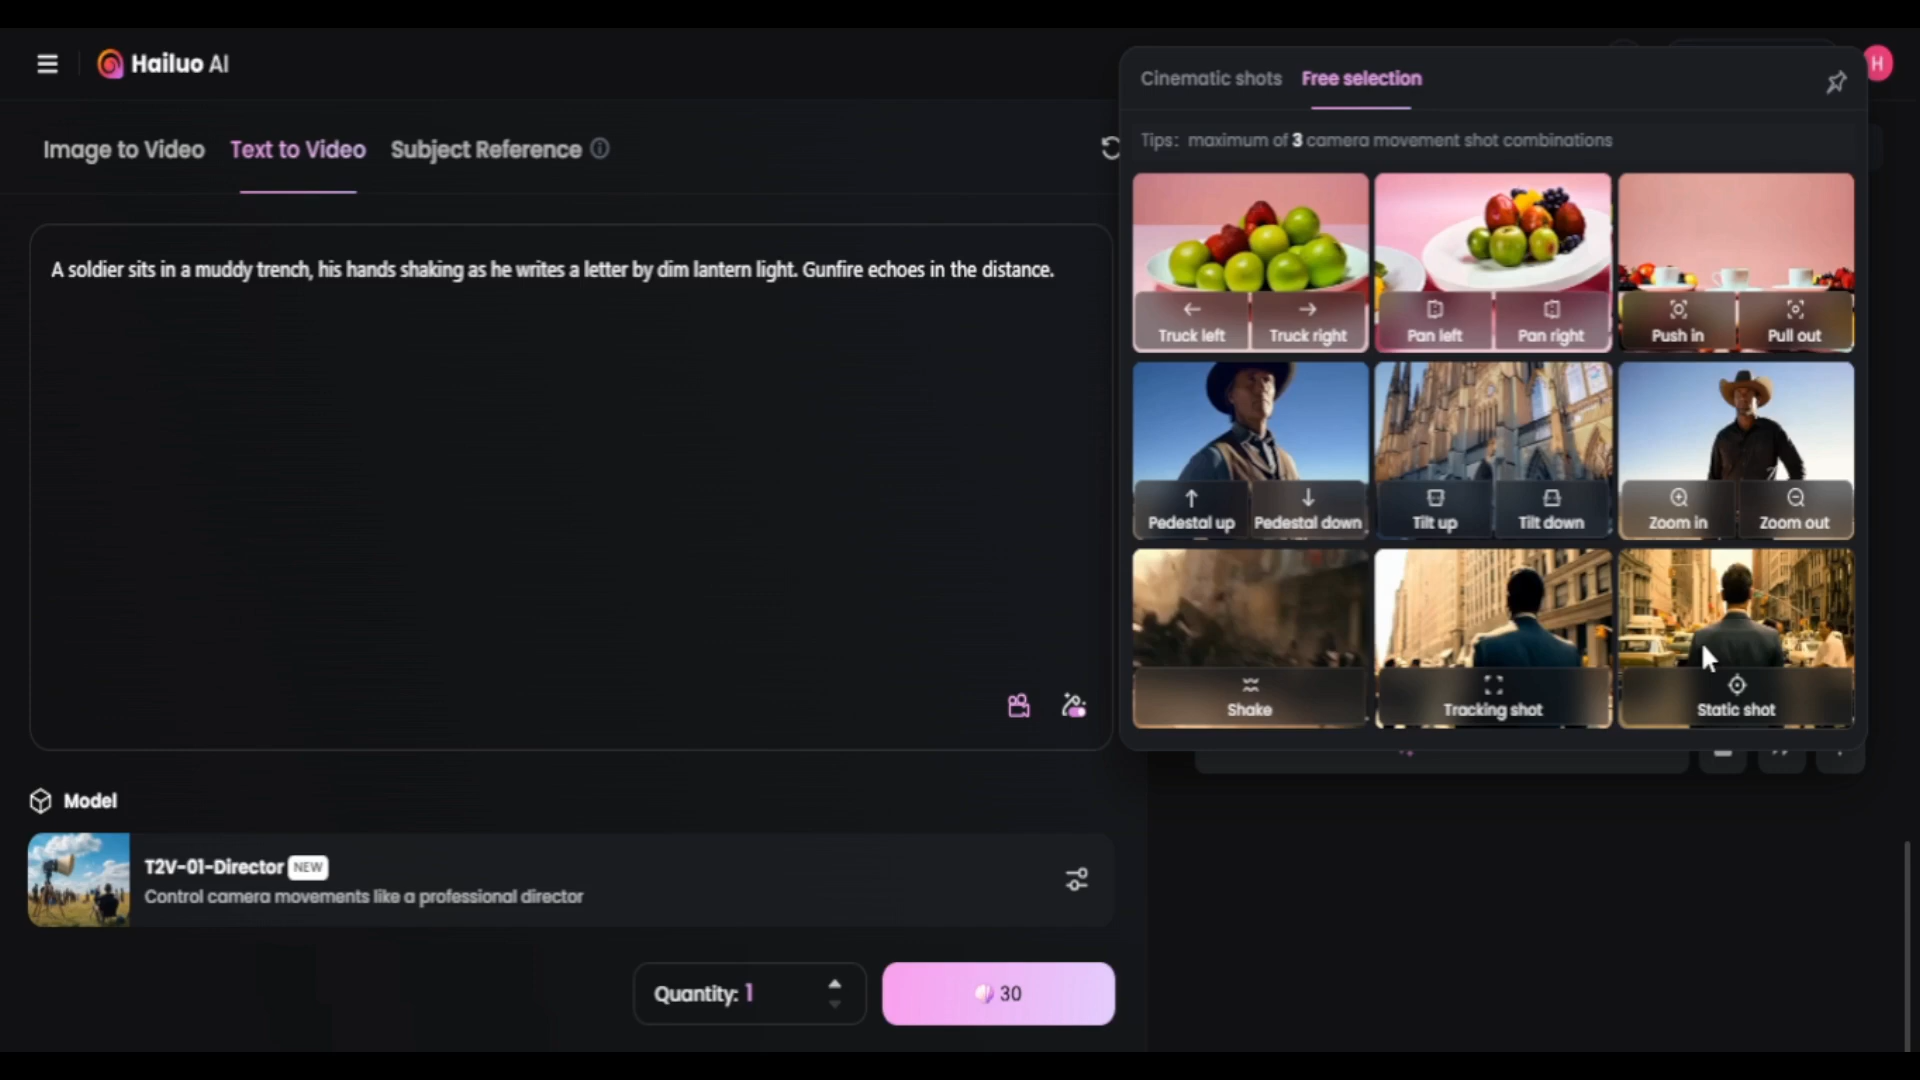 Hailuo AI
H
Image to Video
Text to Video
Subject Reference
A soldier sits in a muddy trench, his hands shaking as he writes a letter by dim lantern light. Gunfire echoes in the distance.
Cinematic shots
Free selection
Tips: maximum of 3 camera movement shot combinations
Truck left
Truck right
Pan left
Pan right
Push in
Pull out
Pedestal up
Pedestal down
Tilt up
Tilt down
Zoom in
Zoom out
Shake
Tracking shot
Static shot
Model
T2V-01-Director NEW
Control camera movements like a professional director
Quantity: 1
30